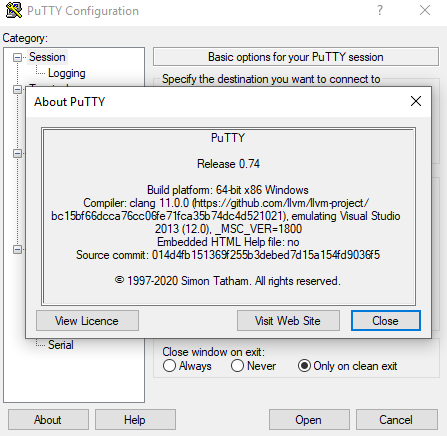 PuTTY Configuration
?
Category:
Session
Logging
Basic options for your PuTTY session
Specify the destination you want to connect to
About PuTTY
PuTTY
Release 0.74
Build platform: 64-bit x86 Windows
Compiler: clang 11.0.0 (https://github.com/llvm/llvm-project/
bc15bf66dcca76cc06fe71fca35b74dc4d521021), emulating Visual Studio
2013 (12.0), _MSC_VER=1800
Embedded HTML Help file: no
Source commit: 014d4fb151369f255b3debed7d15a154fd9036f5
© 1997-2020 Simon Tatham. All rights reserved.
View Licence
Visit Web Site
Close
Serial
Close window on exit:
Always
Never
Only on clean exit
About
Help
Open
Cancel